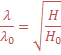 λ/λ₀ = √(H/H₀)